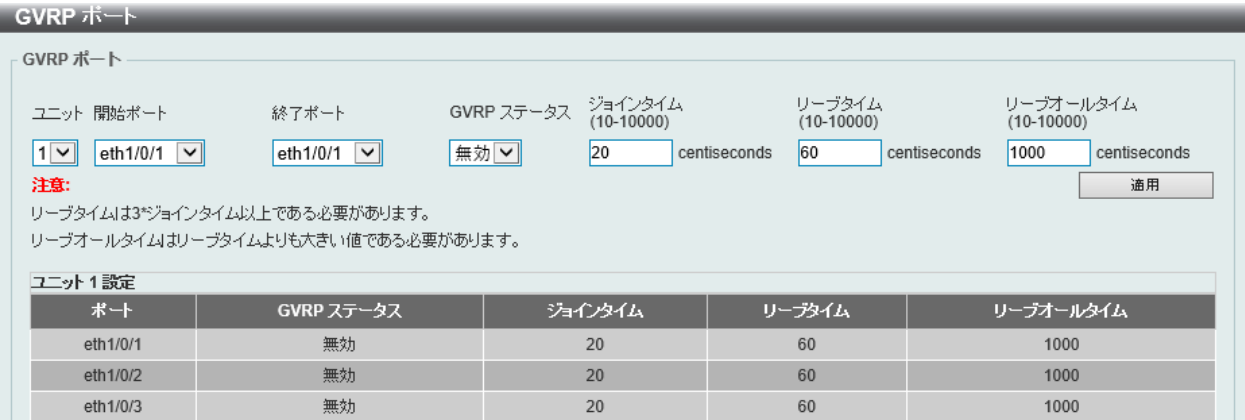 GVRP ポート
GVRP ポート
ユニット 開始ポート 終了ポート GVRP ステータス ジョインタイム (10-10000) リーブタイム (10-10000) リーブオールタイム (10-10000)
1 eth1/0/1 eth1/0/1 無効 20 centiseconds 60 centiseconds 1000 centiseconds
注意:
適用
リーブタイムは3*ジョインタイム以上である必要があります。
リーブオールタイムはリーブタイムよりも大きい値である必要があります。
ユニット 1 設定
ポート GVRP ステータス ジョインタイム リーブタイム リーブオールタイム
eth1/0/1 無効 20 60 1000
eth1/0/2 無効 20 60 1000
eth1/0/3 無効 20 60 1000